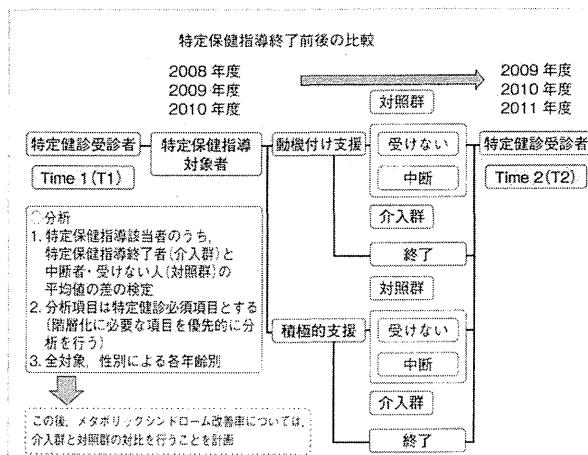 特定保健指導終了前後の比較
2008 年度
2009 年度
2010 年度
2009 年度
2010 年度
2011 年度
特定健診受診者
Time 1 (T1)
特定保健指導
対象者
動機付け支援
対照群
受けない
中断
介入群
終了
積極的支援
対照群
受けない
中断
介入群
終了
特定健診受診者
Time 2 (T2)
○分析
1. 特定保健指導該当者のうち,
特定保健指導終了者(介入群)と
中断者・受けない人(対照群)の
平均値の差の検定
2. 分析項目は特定健診必須項目とする
(階層化に必要な項目を優先的に分
析を行う)
3. 全対象, 性別による各年齢別
この後, メタボリックシンドローム改善率については,
介入群と対照群の対比を行うことを計画